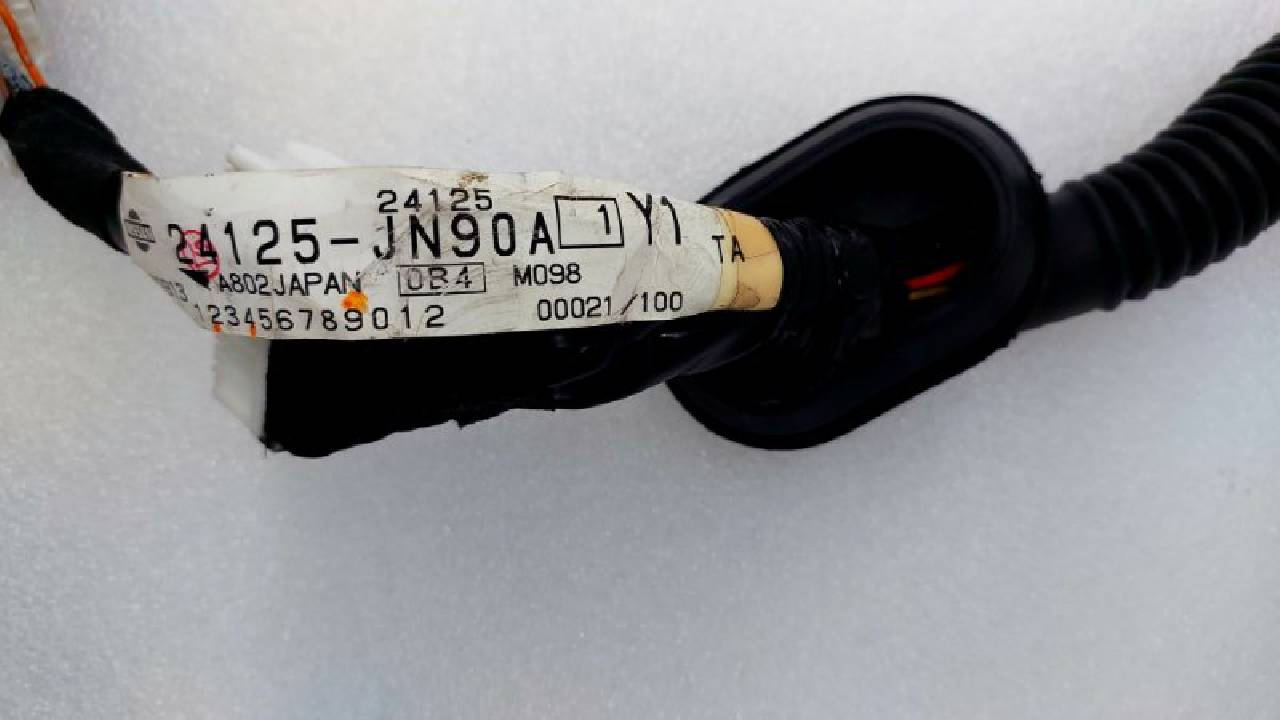 24125
24125-JN90A 1 Y1
TA
A802JAPAN 0B4 M098
123456789012 00021/100